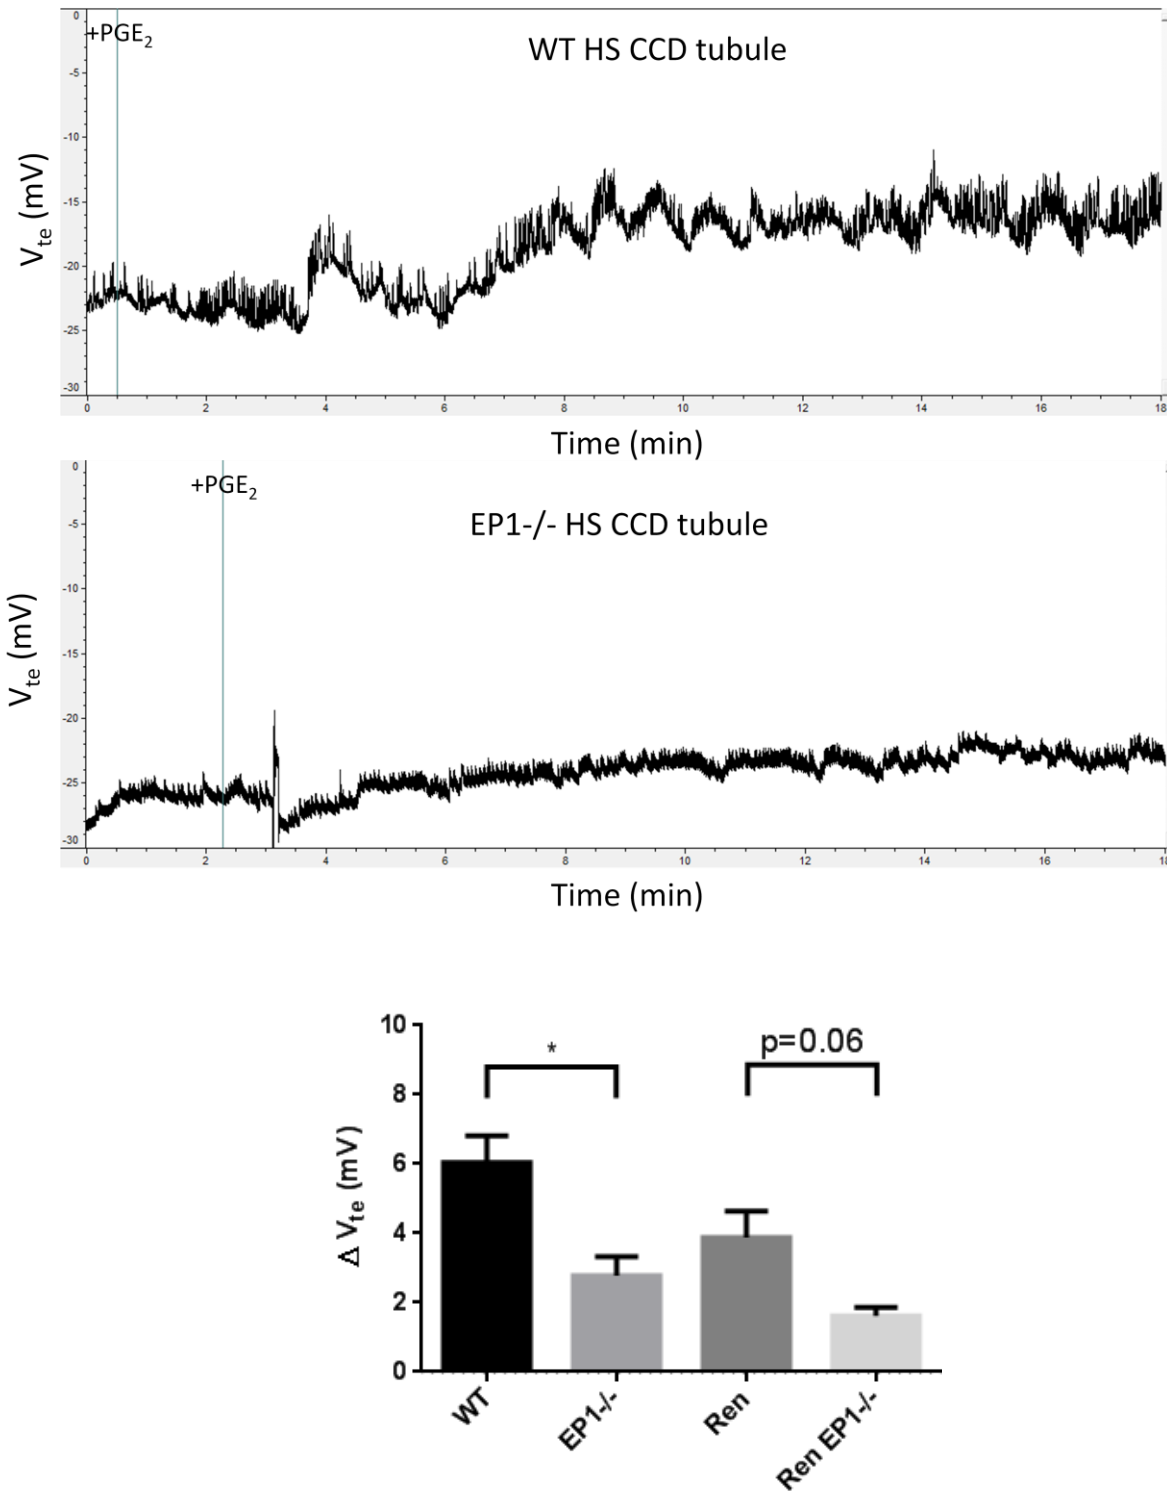 0
+PGE2
WT HS CCD tubule
-5
-10
-15
-20
-25
-30
Vte (mV)
0 2 4 6 8 10 12 14 16 18
Time (min)
0
+PGE2
EP1-/- HS CCD tubule
-5
-10
-15
-20
-25
-30
Vte (mV)
0 2 4 6 8 10 12 14 16 18
Time (min)
10
8
6
4
2
0
Δ Vte (mV)
*
p=0.06
WT
EP1-/-
Ren
Ren EP1-/-